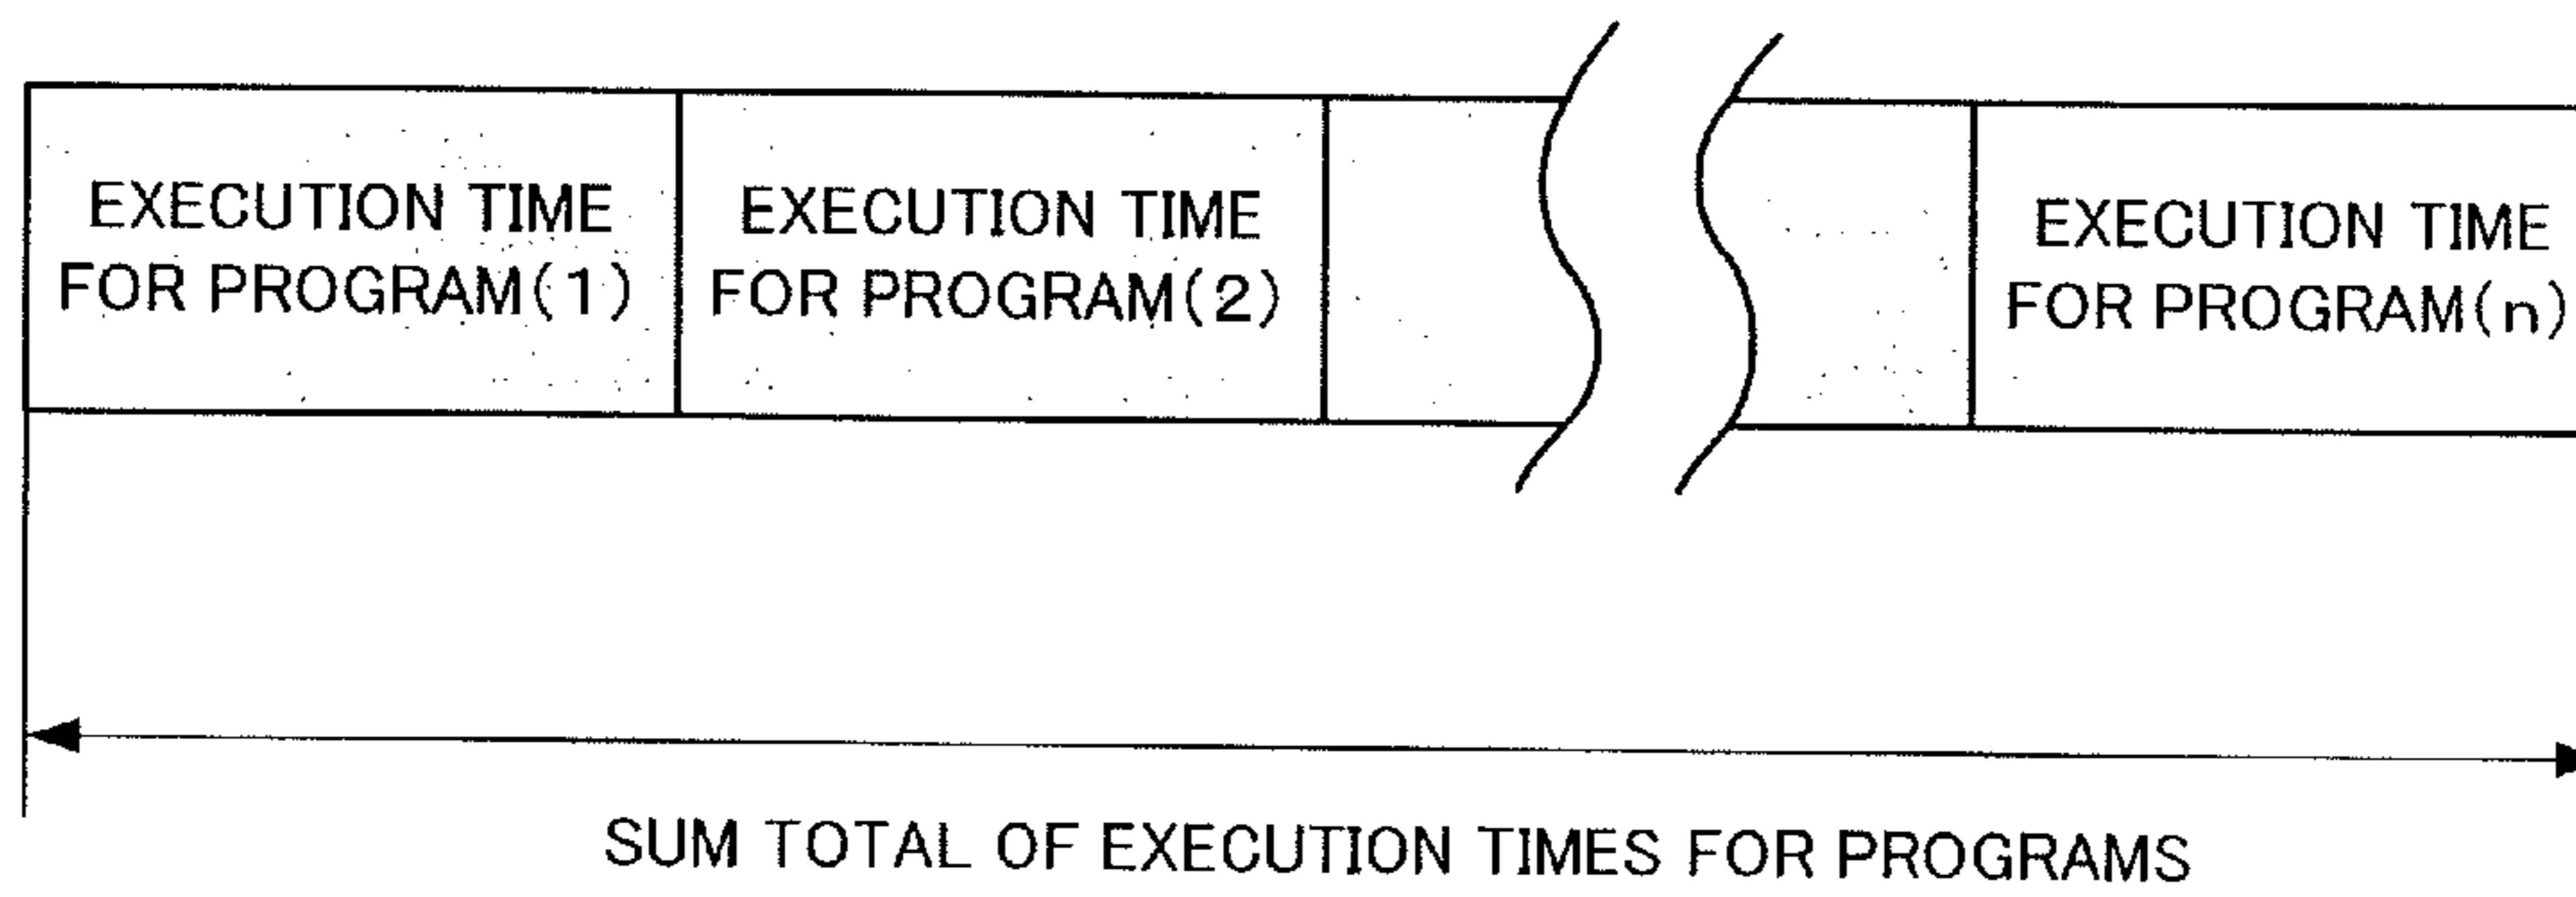 EXECUTION TIME
FOR PROGRAM(1)
EXECUTION TIME
FOR PROGRAM(2)
EXECUTION TIME
FOR PROGRAM(n)
SUM TOTAL OF EXECUTION TIMES FOR PROGRAMS